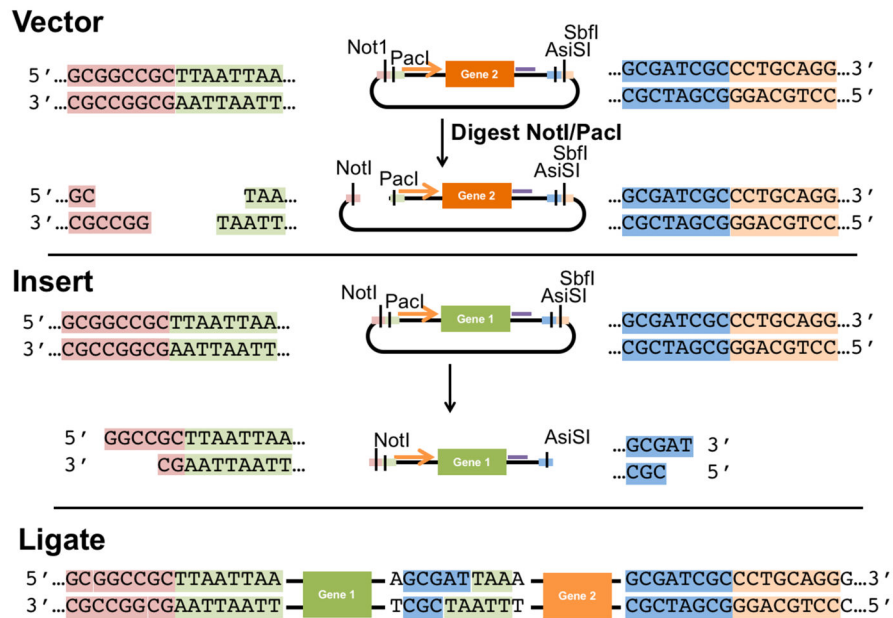 Vector
Not1
PacI
Gene 2
AsiSI
SbfI
5′…GCGGCCGCTTAATTAA…
3′…CGCCGGCGAATTAATT…
…GCGATCGCCCTGCAGG…3′
…CGCTAGCGGGACGTCC…5′
Digest NotI/PacI
NotI
PacI
Gene 2
AsiSI
SbfI
5′…GC TAA…
3′…CGCCGG TAATT…
…GCGATCGCCCTGCAGG…3′
…CGCTAGCGGGACGTCC…5′
Insert
NotI
PacI
Gene 1
AsiSI
SbfI
5′…GCGGCCGCTTAATTAA…
3′…CGCCGGCGAATTAATT…
…GCGATCGCCCTGCAGG…3′
…CGCTAGCGGGACGTCC…5′
5′ GGCCGCTTAATTAA…
3′ CGAATTAATT…
NotI
Gene 1
AsiSI
…GCGAT 3′
…CGC 5′
Ligate
5′…GCGGCCGCTTAATTAA Gene 1 AGCGATTAAA Gene 2 GCGATCGCCCTGCAGGG…3′
3′…CGCCGGCGAATTAATT TCGCTAATTT CGCTAGCGGGACGTCCC…5′